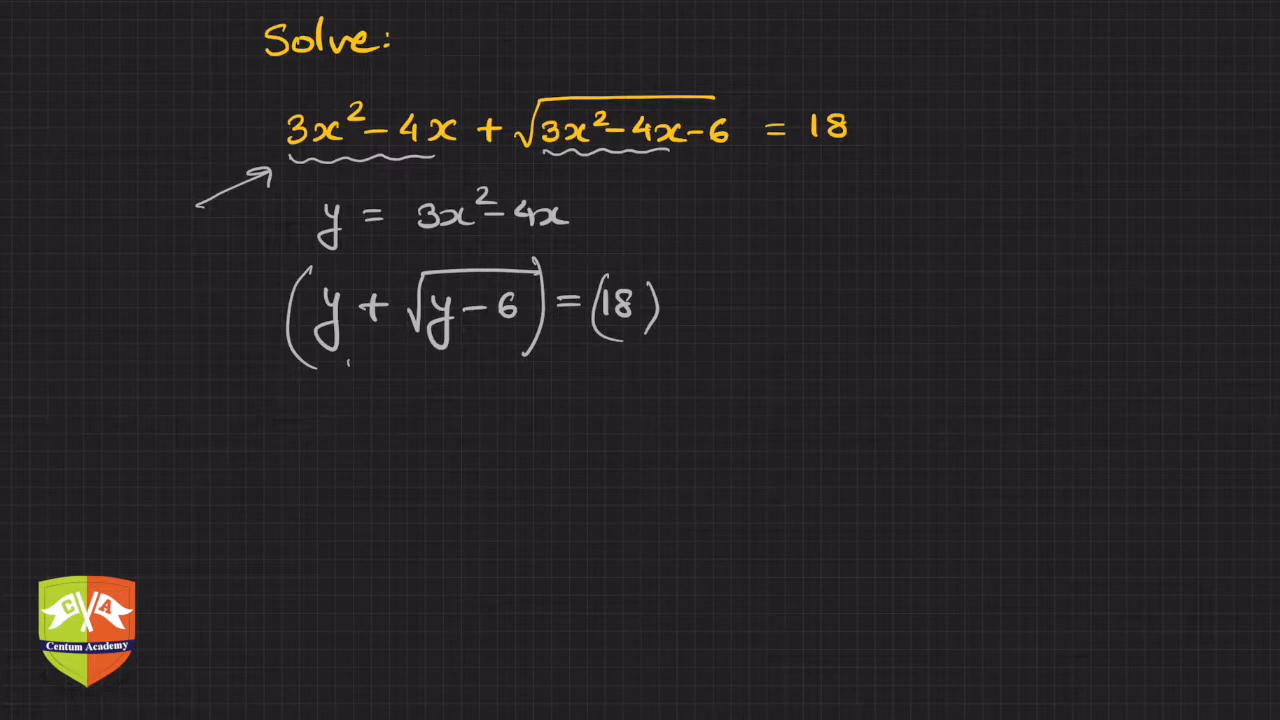 Solve:
3x² - 4x + √(3x² - 4x - 6) = 18
y = 3x² - 4x
(y + √(y - 6)) = (18)
C A
Centum Academy